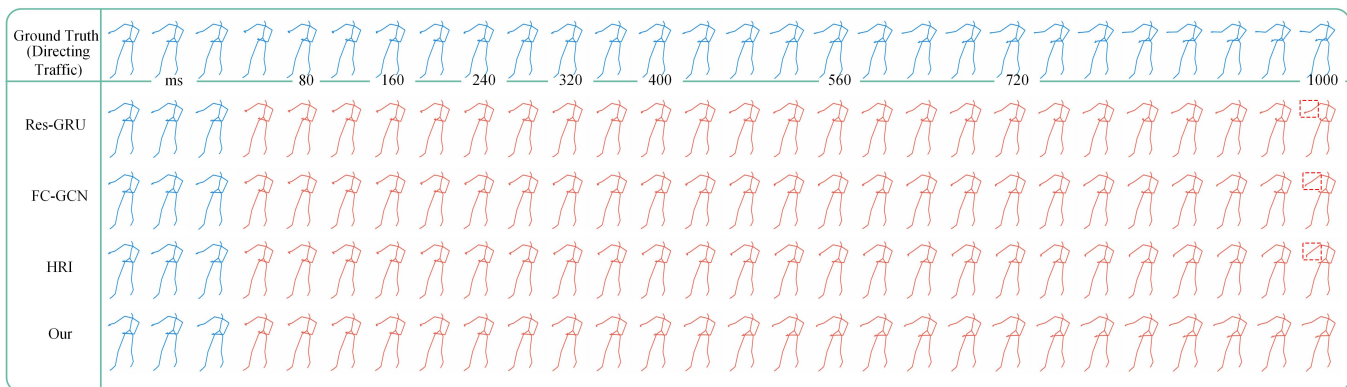 Ground Truth
(Directing
Traffic)
ms 80 160 240 320 400 560 720 1000
Res-GRU
FC-GCN
HRI
Our